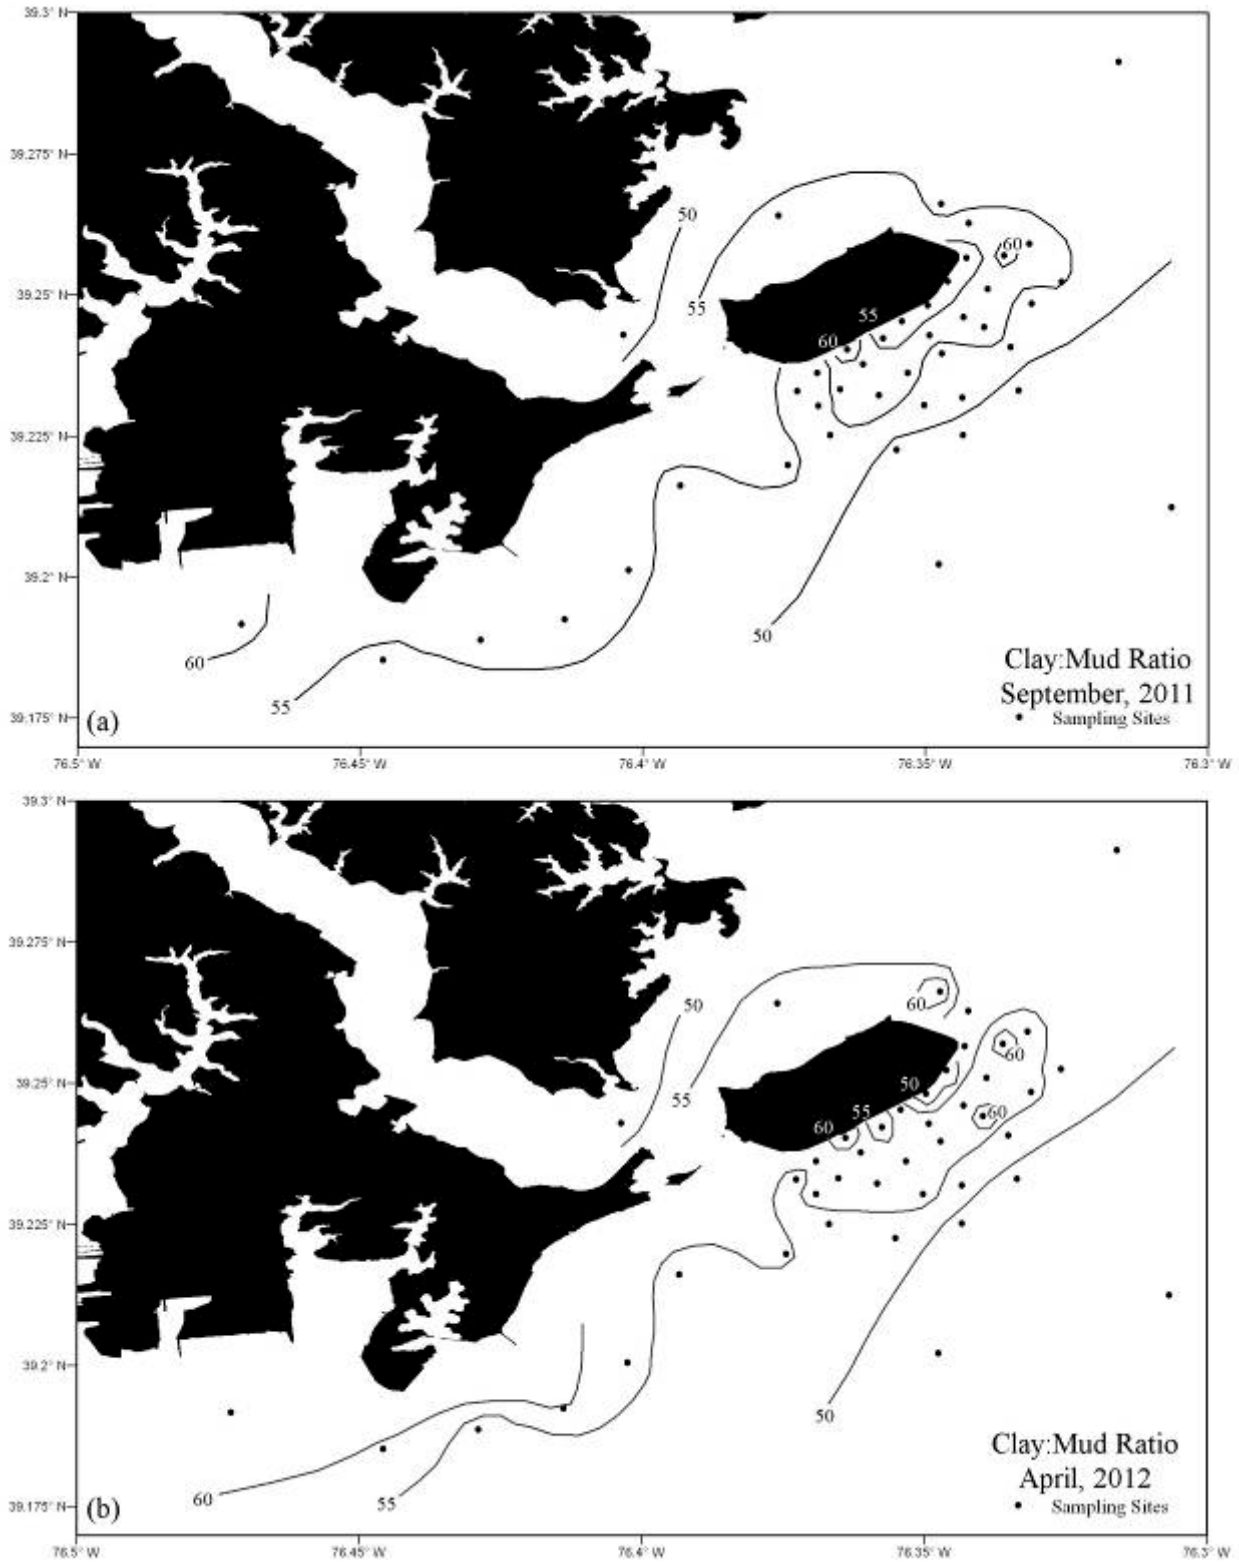 39.3° N
39.275° N
50
60
39.25° N
55
55
60
39.225° N
39.2° N
50
60
Clay:Mud Ratio
September, 2011
55
39.175° N
(a)
Sampling Sites
76.5° W
76.45° W
76.4° W
76.35° W
76.3° W
39.3° N
39.275° N
50
60
60
39.25° N
55
50
55
60
60
39.225° N
39.2° N
50
Clay:Mud Ratio
April, 2012
60
55
39.175° N
(b)
Sampling Sites
76.5° W
76.45° W
76.4° W
76.35° W
76.3° W